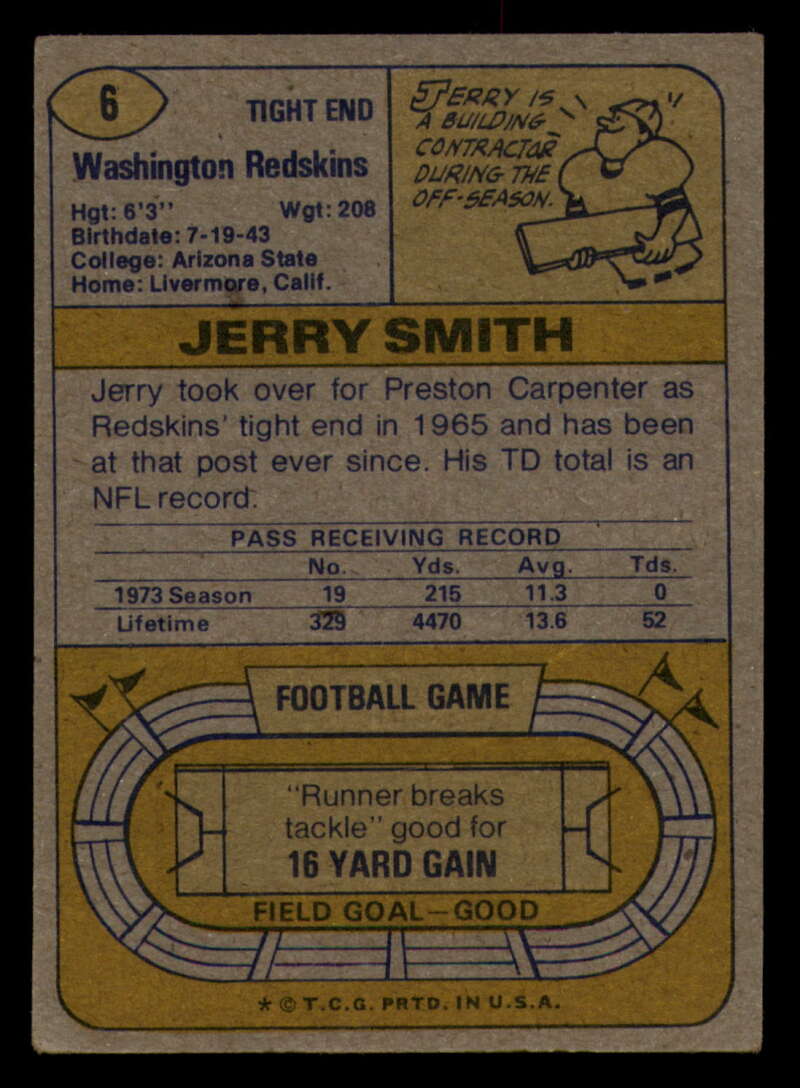 6
TIGHT END
Washington Redskins
Hgt: 6'3" Wgt: 208
Birthdate: 7-19-43
College: Arizona State
Home: Livermore, Calif.
JERRY IS
A BUILDING
CONTRACTOR
DURING THE
OFF-SEASON.
JERRY SMITH
Jerry took over for Preston Carpenter as
Redskins' tight end in 1965 and has been
at that post ever since. His TD total is an
NFL record.
PASS RECEIVING RECORD
No. Yds. Avg. Tds.
1973 Season 19 215 11.3 0
Lifetime 329 4470 13.6 52
FOOTBALL GAME
"Runner breaks
tackle" good for
16 YARD GAIN
FIELD GOAL—GOOD
* © T.C.G. PRTD. IN U.S.A.